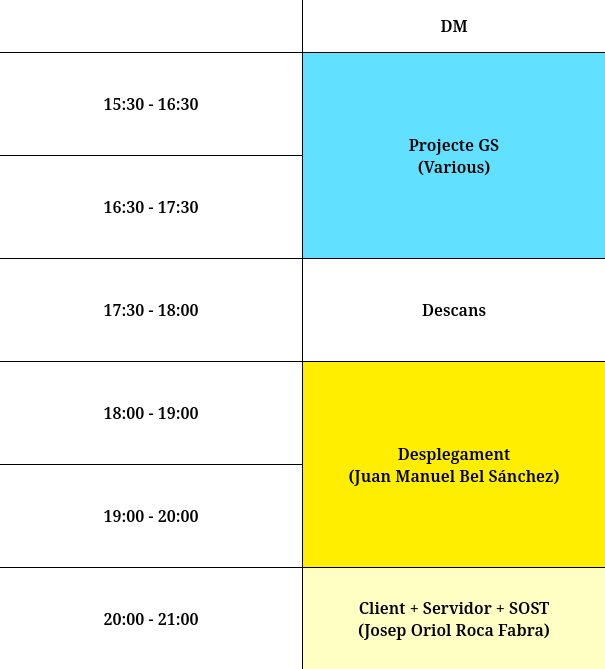 DM
15:30 - 16:30
Projecte GS
(Various)
16:30 - 17:30
17:30 - 18:00
Descans
18:00 - 19:00
Desplegament
(Juan Manuel Bel Sánchez)
19:00 - 20:00
20:00 - 21:00
Client + Servidor + SOST
(Josep Oriol Roca Fabra)